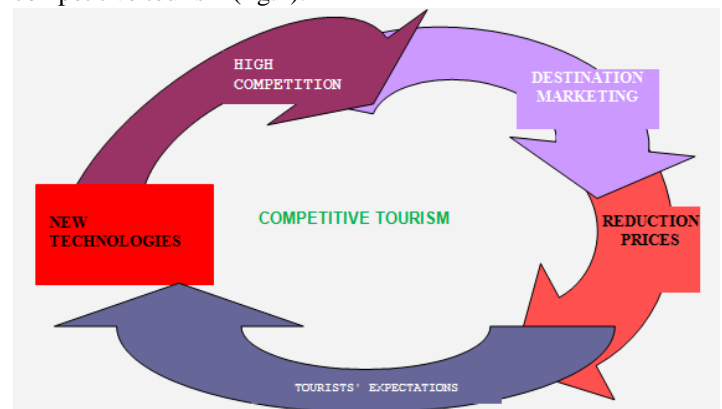 HIGH
COMPETITION
DESTINATION
MARKETING
NEW
TECHNOLOGIES
COMPETITIVE TOURISM
REDUCTION
PRICES
TOURISTS' EXPECTATIONS